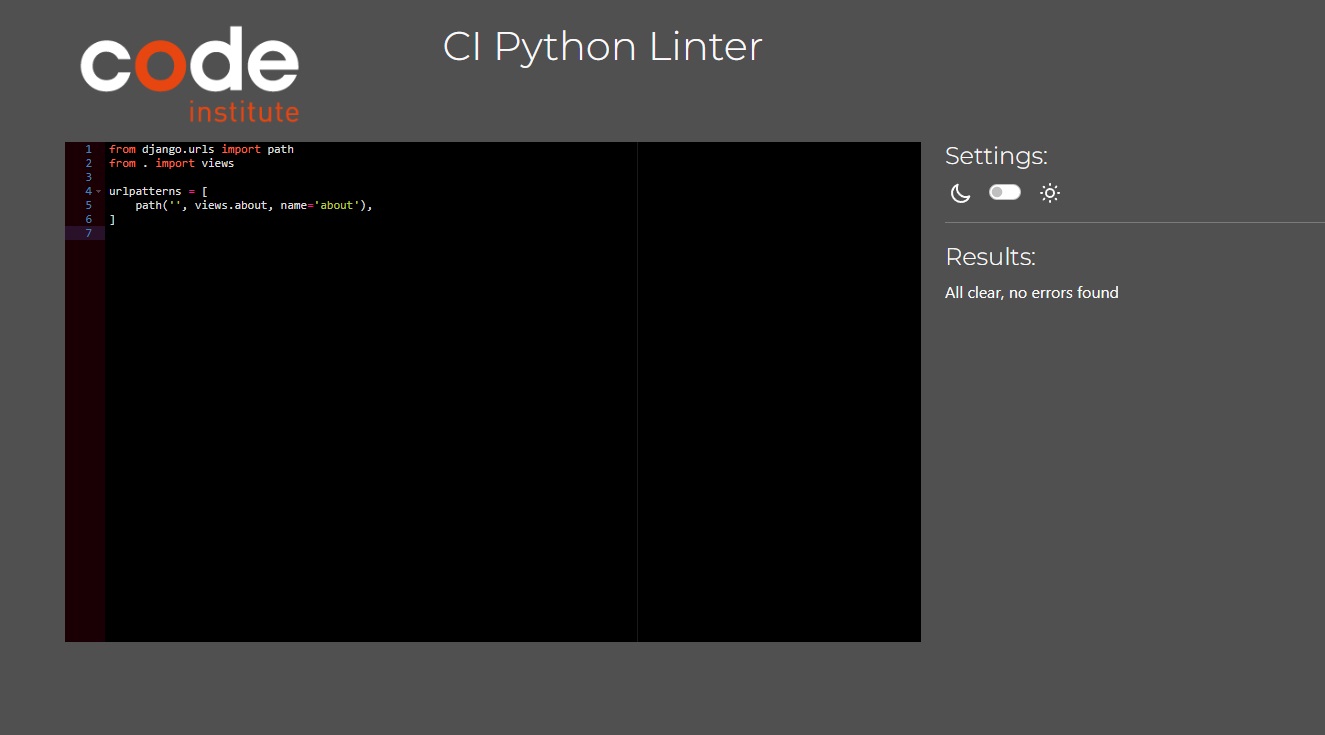 code
institute
CI Python Linter
1 from django.urls import path
2 from . import views
3
4 urlpatterns = [
5     path('', views.about, name='about'),
6 ]
7
Settings:
Results:
All clear, no errors found